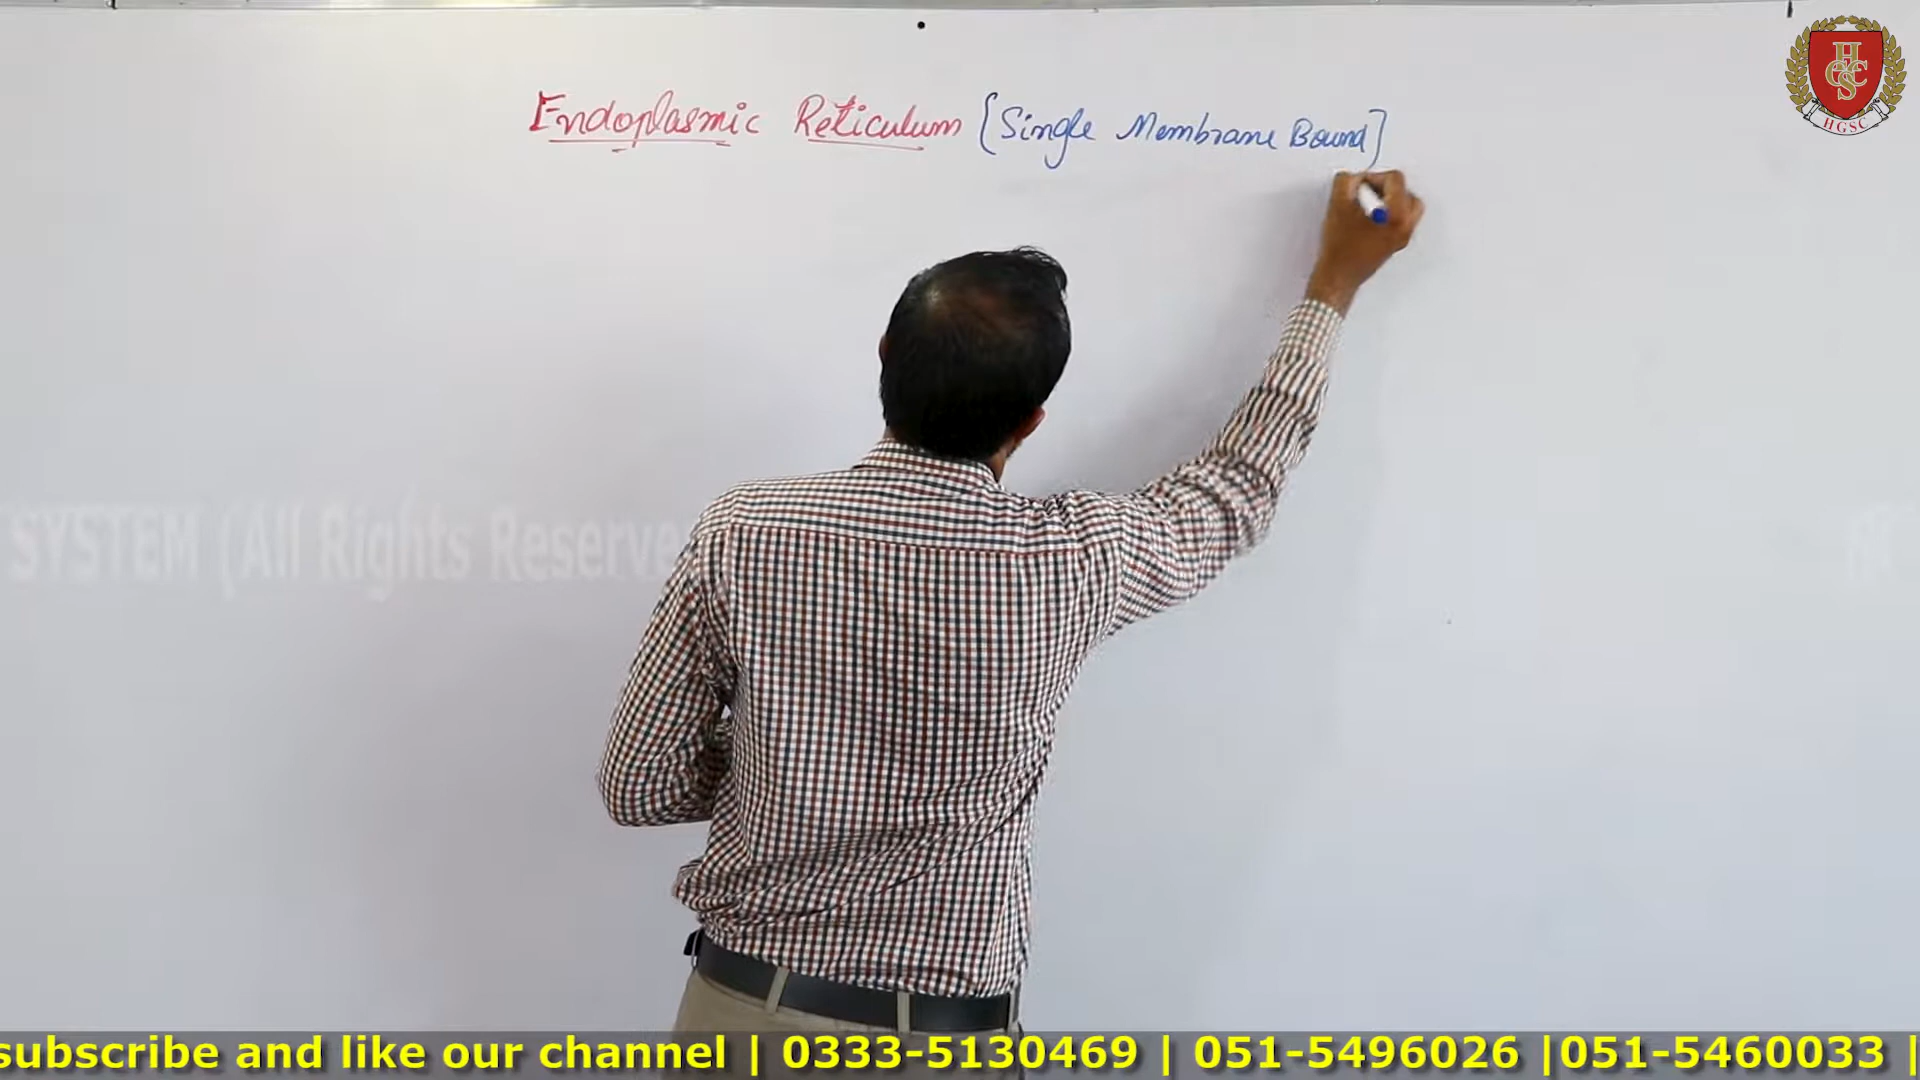 Endoplasmic Reticulum {Single Membrane Bound]
HGSC
HGSC
SYSTEM (All Rights Reserve
subscribe and like our channel | 0333-5130469 | 051-5496026 |051-5460033 |